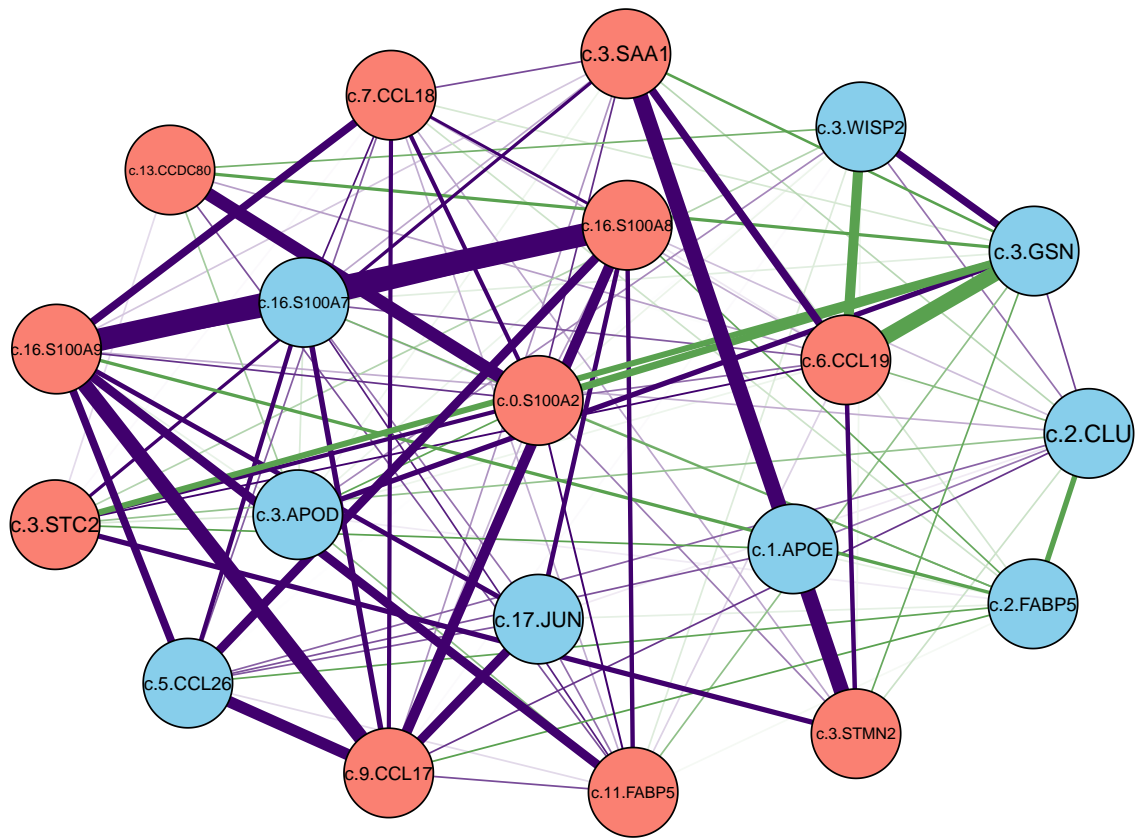 c.3.SAA1
c.7.CCL18
c.3.WISP2
c.13.CCDC80
c.16.S100A8
c.3.GSN
c.16.S100A7
c.16.S100A9
c.6.CCL19
c.0.S100A2
c.2.CLU
c.3.APOD
c.3.STC2
c.1.APOE
c.2.FABP5
c.17.JUN
c.5.CCL26
c.3.STMN2
c.9.CCL17
c.11.FABP5